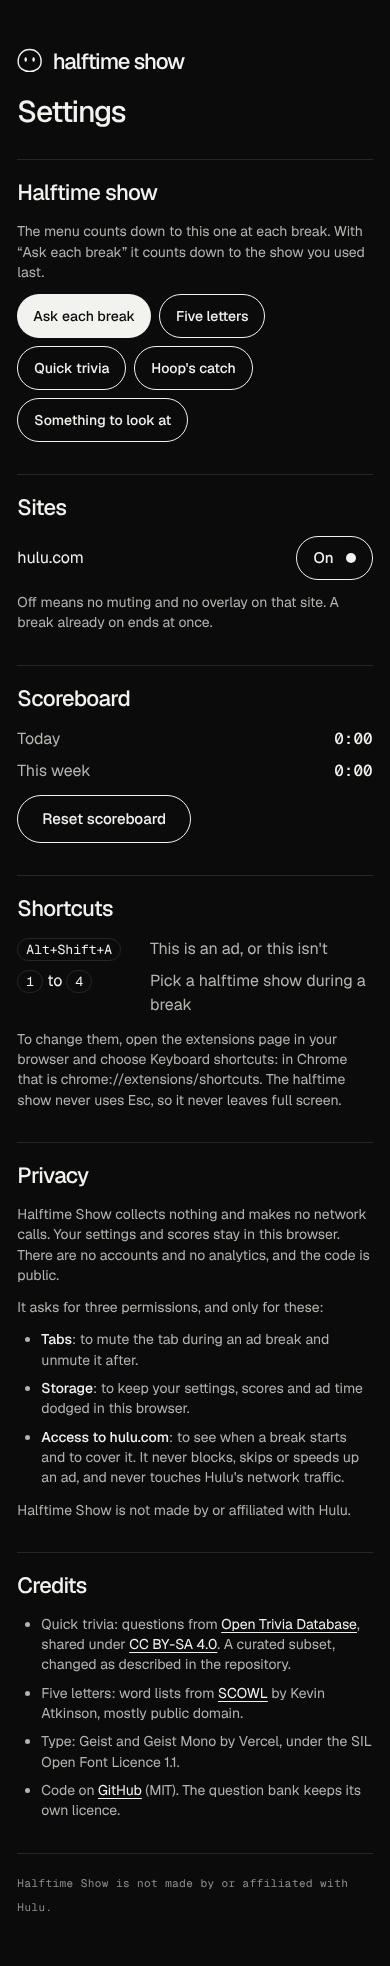 halftime show
Settings
Halftime show
The menu counts down to this one at each break. With
“Ask each break” it counts down to the show you used
last.
Ask each break
Five letters
Quick trivia
Hoop's catch
Something to look at
Sites
hulu.com
On
Off means no muting and no overlay on that site. A
break already on ends at once.
Scoreboard
Today 0:00
This week 0:00
Reset scoreboard
Shortcuts
Alt+Shift+A This is an ad, or this isn't
1 to 4 Pick a halftime show during a
break
To change them, open the extensions page in your
browser and choose Keyboard shortcuts: in Chrome
that is chrome://extensions/shortcuts. The halftime
show never uses Esc, so it never leaves full screen.
Privacy
Halftime Show collects nothing and makes no network
calls. Your settings and scores stay in this browser.
There are no accounts and no analytics, and the code is
public.
It asks for three permissions, and only for these:
• Tabs: to mute the tab during an ad break and
unmute it after.
• Storage: to keep your settings, scores and ad time
dodged in this browser.
• Access to hulu.com: to see when a break starts
and to cover it. It never blocks, skips or speeds up
an ad, and never touches Hulu's network traffic.
Halftime Show is not made by or affiliated with Hulu.
Credits
• Quick trivia: questions from Open Trivia Database,
shared under CC BY-SA 4.0. A curated subset,
changed as described in the repository.
• Five letters: word lists from SCOWL by Kevin
Atkinson, mostly public domain.
• Type: Geist and Geist Mono by Vercel, under the SIL
Open Font Licence 1.1.
• Code on GitHub (MIT). The question bank keeps its
own licence.
Halftime Show is not made by or affiliated with
Hulu.